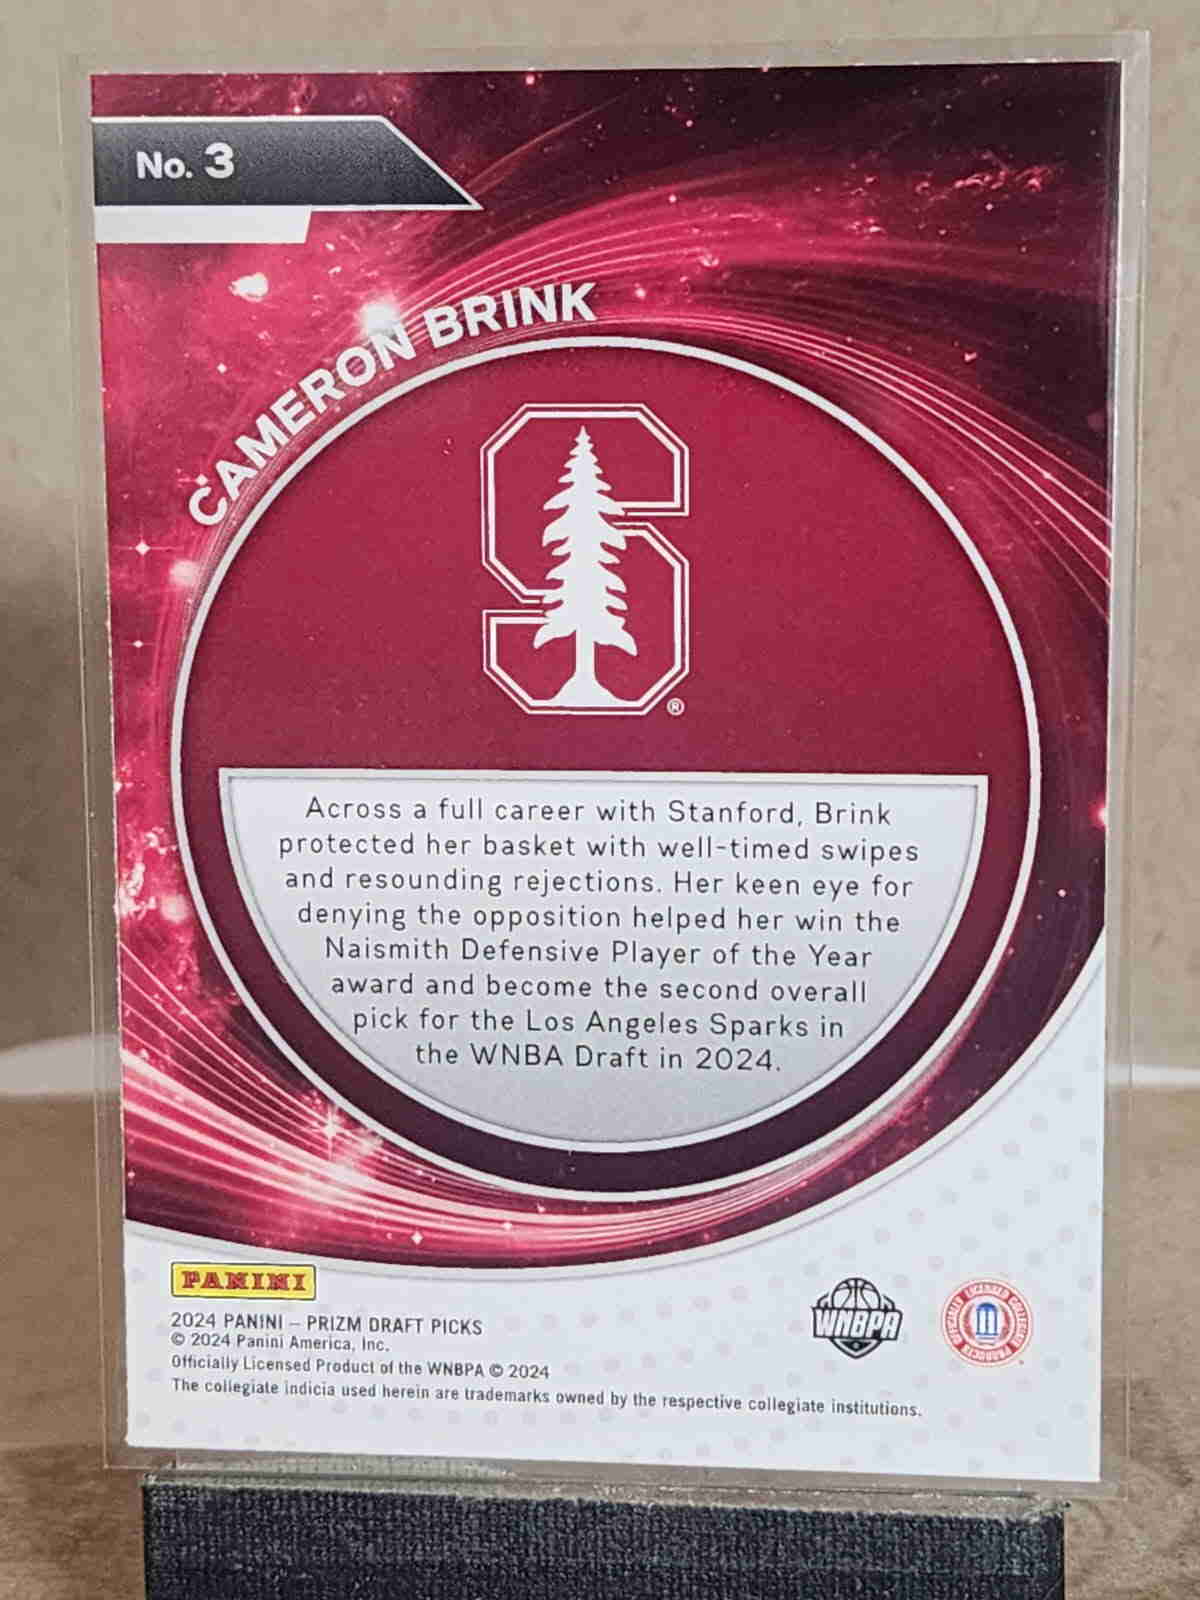 No. 3
CAMERON BRINK
S
®
Across a full career with Stanford, Brink
protected her basket with well-timed swipes
and resounding rejections. Her keen eye for
denying the opposition helped her win the
Naismith Defensive Player of the Year
award and become the second overall
pick for the Los Angeles Sparks in
the WNBA Draft in 2024.
PANINI
2024 PANINI – PRIZM DRAFT PICKS
© 2024 Panini America, Inc.
Officially Licensed Product of the WNBPA © 2024
The collegiate indicia used herein are trademarks owned by the respective collegiate institutions.
WNBPA
OFFICIALLY LICENSED COLLEGIATE PRODUCTS